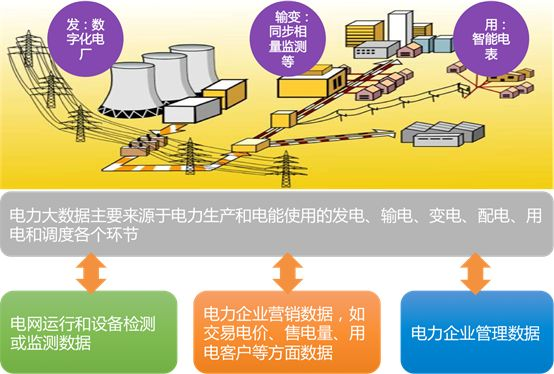 发：数
字化电
厂
输变：
同步相
量监测
等
用：
智能电
表
电力大数据主要来源于电力生产和电能使用的发电、输电、变电、配电、用
电和调度各个环节
电网运行和设备检测
或监测数据
电力企业营销数据，如
交易电价、售电量、用
电客户等方面数据
电力企业管理数据